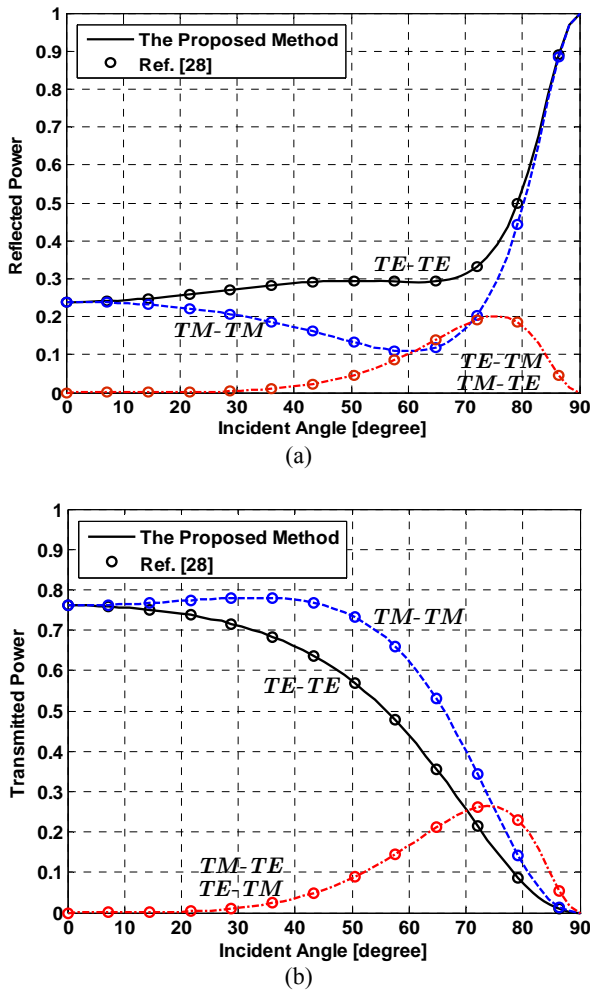 1
0.9
0.8
0.7
0.6
0.5
0.4
0.3
0.2
0.1
0
Reflected Power
The Proposed Method
Ref. [28]
TE-TE
TM-TM
TE-TM
TM-TE
0 10 20 30 40 50 60 70 80 90
Incident Angle [degree]
(a)
1
0.9
0.8
0.7
0.6
0.5
0.4
0.3
0.2
0.1
0
Transmitted Power
The Proposed Method
Ref. [28]
TM-TM
TE-TE
TM-TE
TE-TM
0 10 20 30 40 50 60 70 80 90
Incident Angle [degree]
(b)